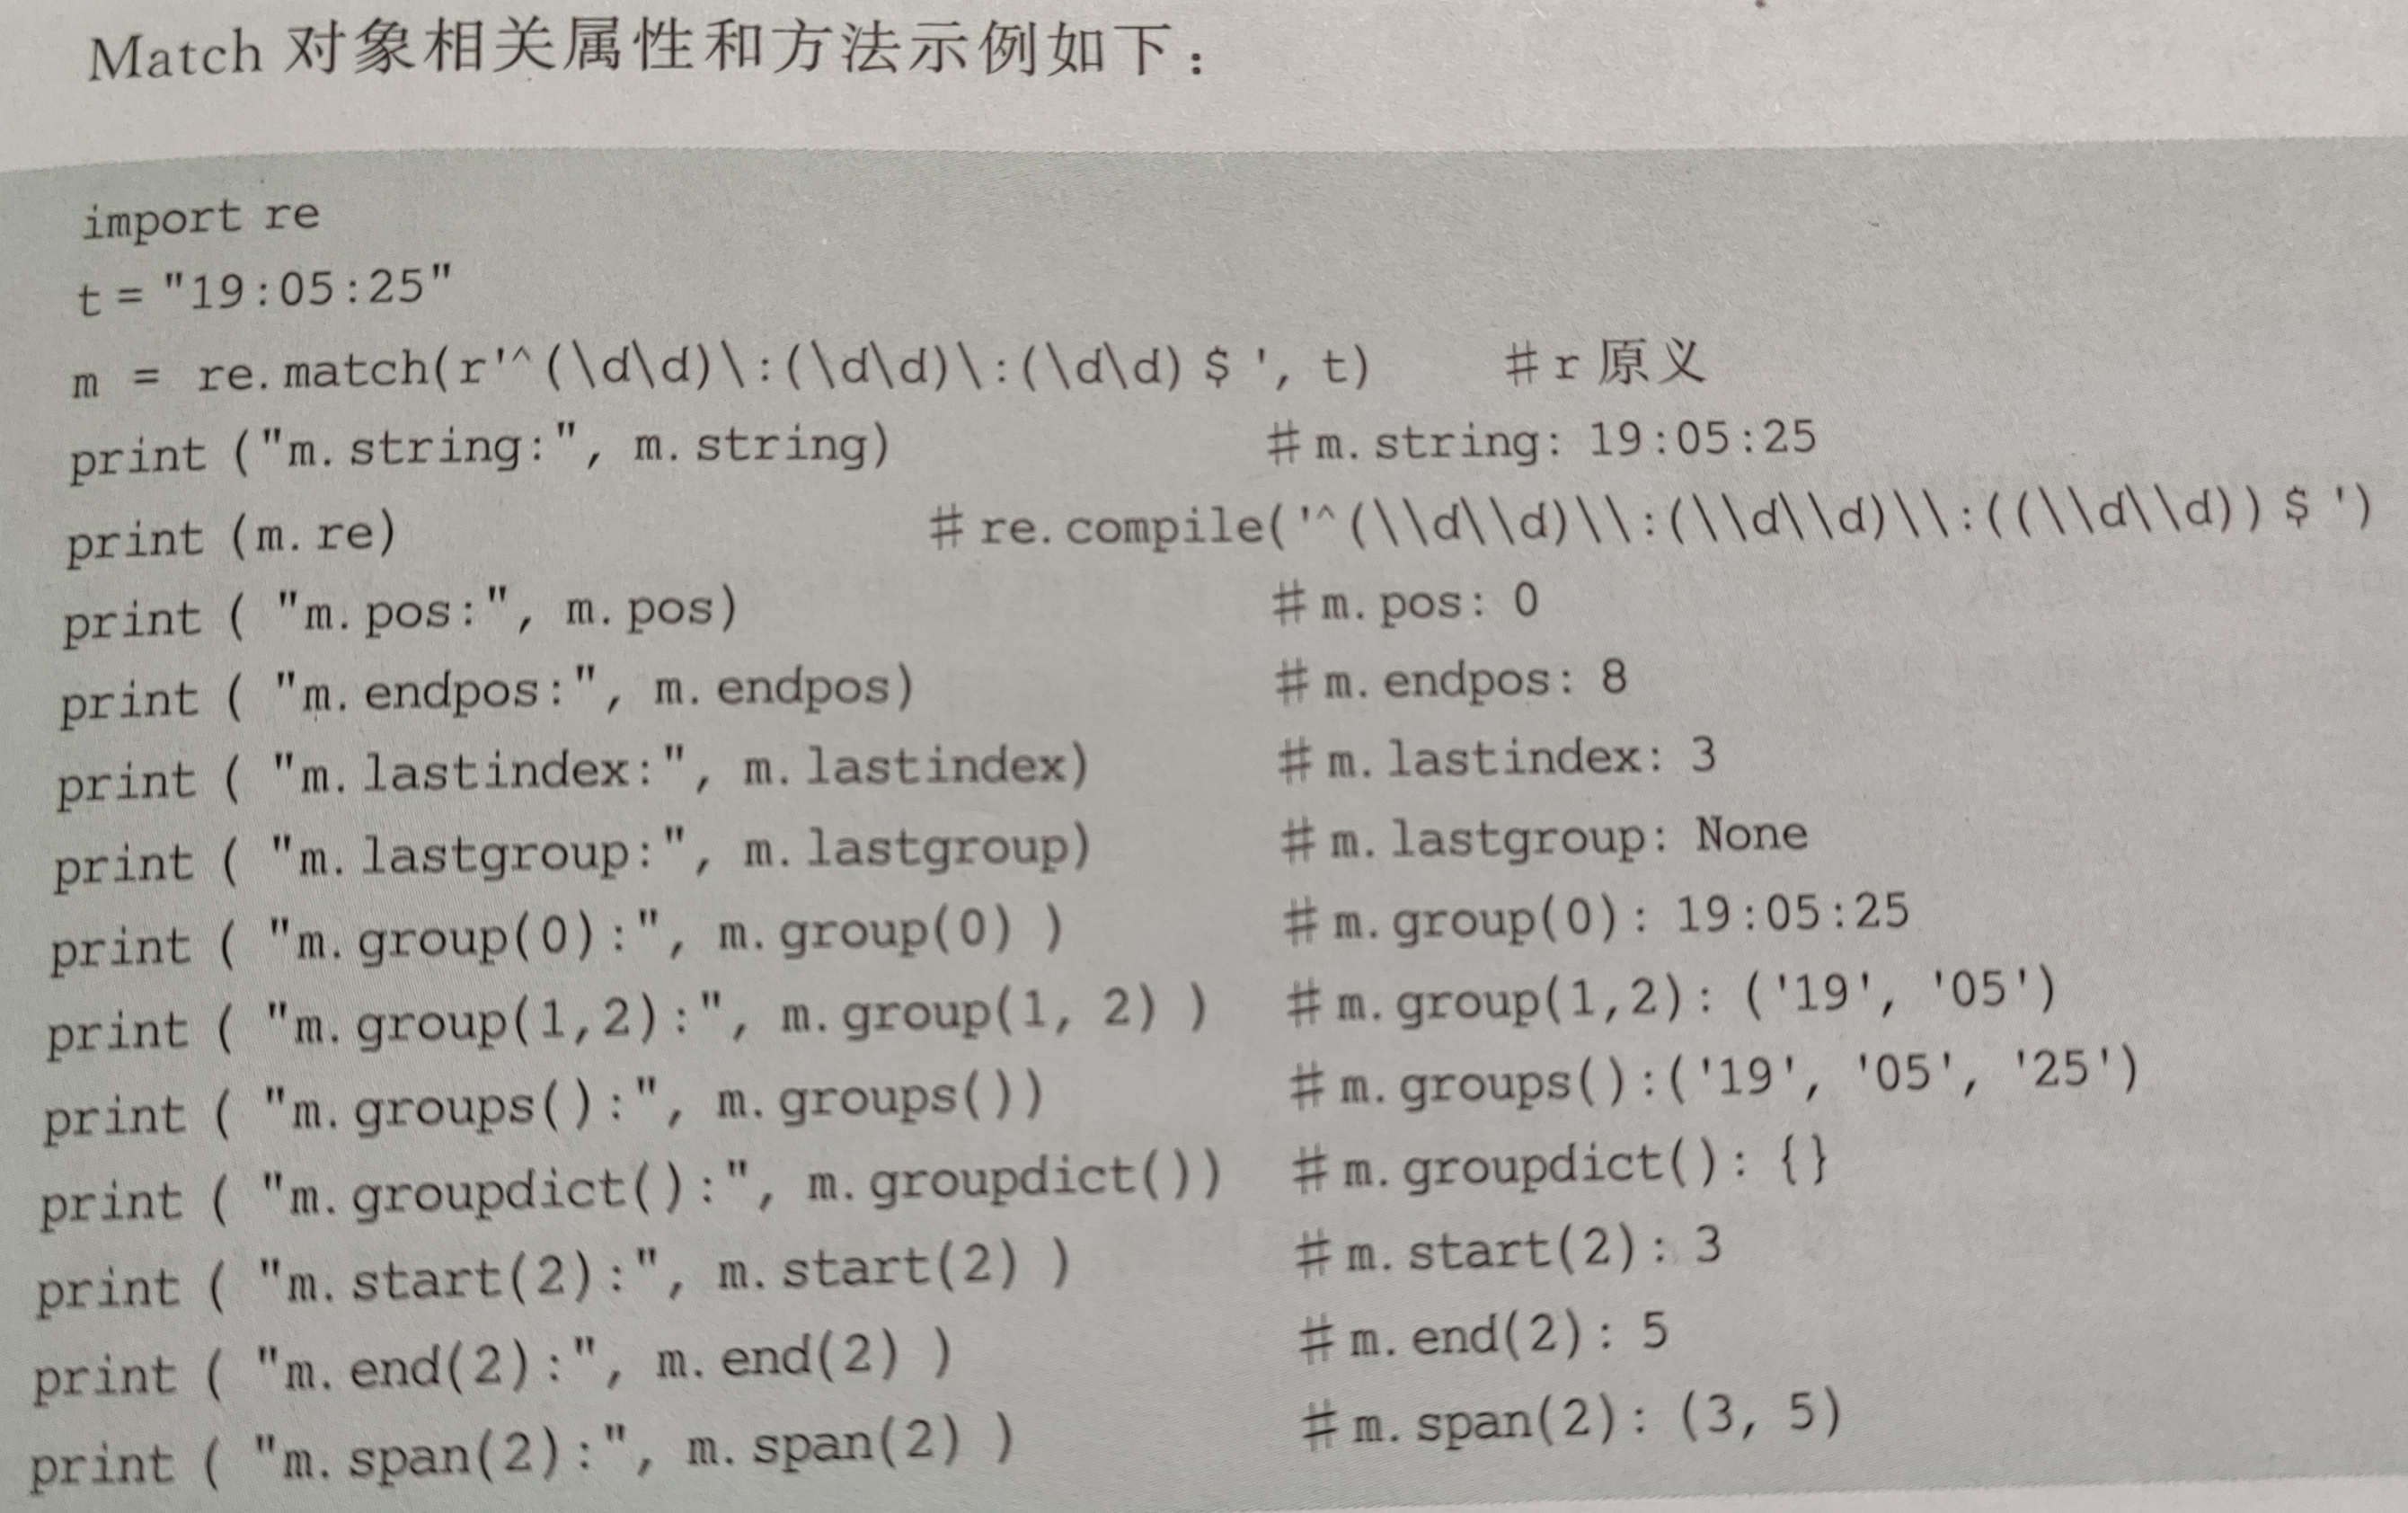 Match 对象相关属性和方法示例如下：
import re
t = "19:05:25"
m = re.match(r'^(\d\d)\:(\d\d)\:(\d\d) $ ', t) #r 原义
print ("m.string:", m.string) #m.string: 19:05:25
print (m.re) #re.compile('^(\\d\\d)\\:(\\d\\d)\\:((\\d\\d)) $ ')
print ( "m.pos:", m.pos) #m.pos: 0
print ( "m.endpos:", m.endpos) #m.endpos: 8
print ( "m.lastindex:", m.lastindex) #m.lastindex: 3
print ( "m.lastgroup:", m.lastgroup) #m.lastgroup: None
print ( "m.group(0):", m.group(0) ) #m.group(0): 19:05:25
print ( "m.group(1,2):", m.group(1, 2) ) #m.group(1,2): ('19', '05')
print ( "m.groups():", m.groups()) #m.groups():('19', '05', '25')
print ( "m.groupdict():", m.groupdict()) #m.groupdict(): {}
print ( "m.start(2):", m.start(2) ) #m.start(2): 3
print ( "m.end(2):", m.end(2) ) #m.end(2): 5
print ( "m.span(2):", m.span(2) ) #m.span(2): (3, 5)